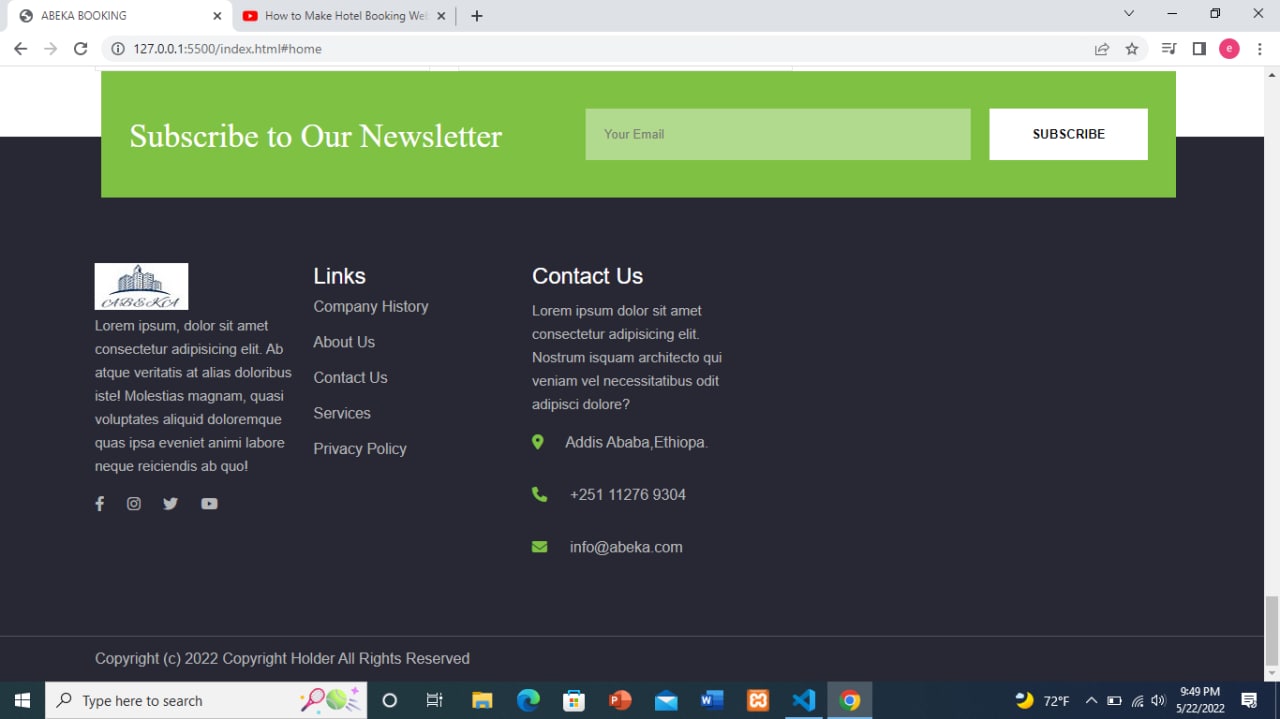 ABEKA BOOKING
How to Make Hotel Booking Web
127.0.0.1:5500/index.html#home
e
Subscribe to Our Newsletter
Your Email
SUBSCRIBE
ABEKA
Lorem ipsum, dolor sit amet
consectetur adipisicing elit. Ab
atque veritatis at alias doloribus
iste! Molestias magnam, quasi
voluptates aliquid doloremque
quas ipsa eveniet animi labore
neque reiciendis ab quo!
Links
Company History
About Us
Contact Us
Services
Privacy Policy
Contact Us
Lorem ipsum dolor sit amet
consectetur adipisicing elit.
Nostrum isquam architecto qui
veniam vel necessitatibus odit
adipisci dolore?
Addis Ababa,Ethiopa.
+251 11276 9304
info@abeka.com
Copyright (c) 2022 Copyright Holder All Rights Reserved
Type here to search
72°F
9:49 PM
5/22/2022